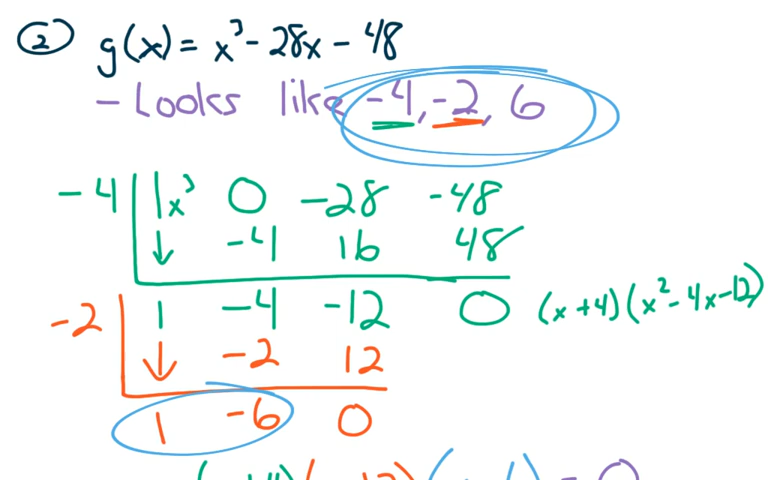 ② g(x) = x³ - 28x - 48
- Looks like -4, -2, 6
-4 | 1x³ 0 -28 -48
↓ -4 16 48
-2 | 1 -4 -12 0 (x+4)(x²-4x-12)
↓ -2 12
1 -6 0